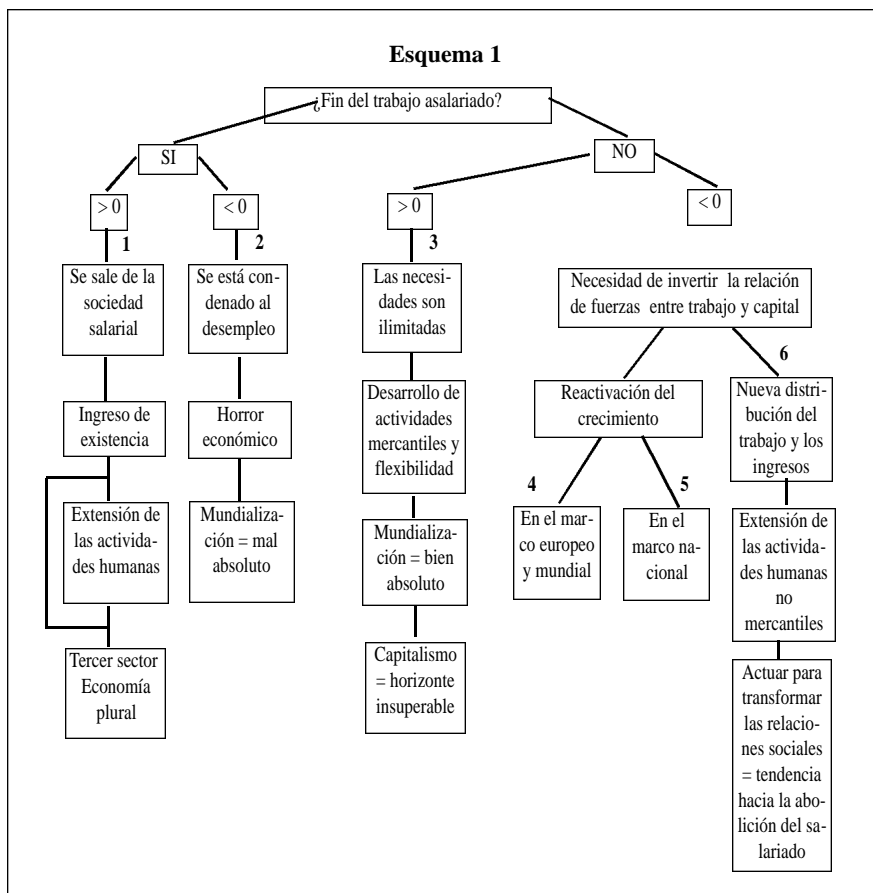 Esquema 1
¿Fin del trabajo asalariado?
SI
NO
> 0
< 0
> 0
< 0
1
2
3
Se sale de la
sociedad
salarial
Se está con-
denado al
desempleo
Las necesi-
dades son
ilimitadas
Necesidad de invertir la relación
de fuerzas entre trabajo y capital
6
Ingreso de
existencia
Horror
económico
Desarrollo de
actividades
mercantiles y
flexibilidad
Reactivación del
crecimiento
Nueva distri-
bución del
trabajo y los
ingresos
4
5
Extensión de
las activida-
des humanas
Mundializa-
ción = mal
absoluto
Mundializa-
ción = bien
absoluto
En el mar-
co europeo
y mundial
En el
marco na-
cional
Extensión de
las activida-
des humanas
no
mercantiles
Tercer sector
Economía
plural
Capitalismo
= horizonte
insuperable
Actuar para
transformar
las relacio-
nes sociales
= tendencia
hacia la abo-
lición del sa-
lariado